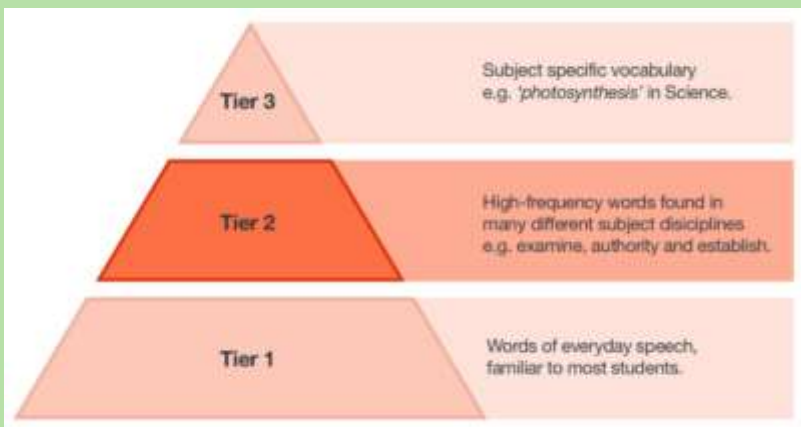 Tier 3
Subject specific vocabulary
e.g. 'photosynthesis' in Science.
Tier 2
High-frequency words found in
many different subject disiciplines
e.g. examine, authority and establish.
Tier 1
Words of everyday speech,
familiar to most students.